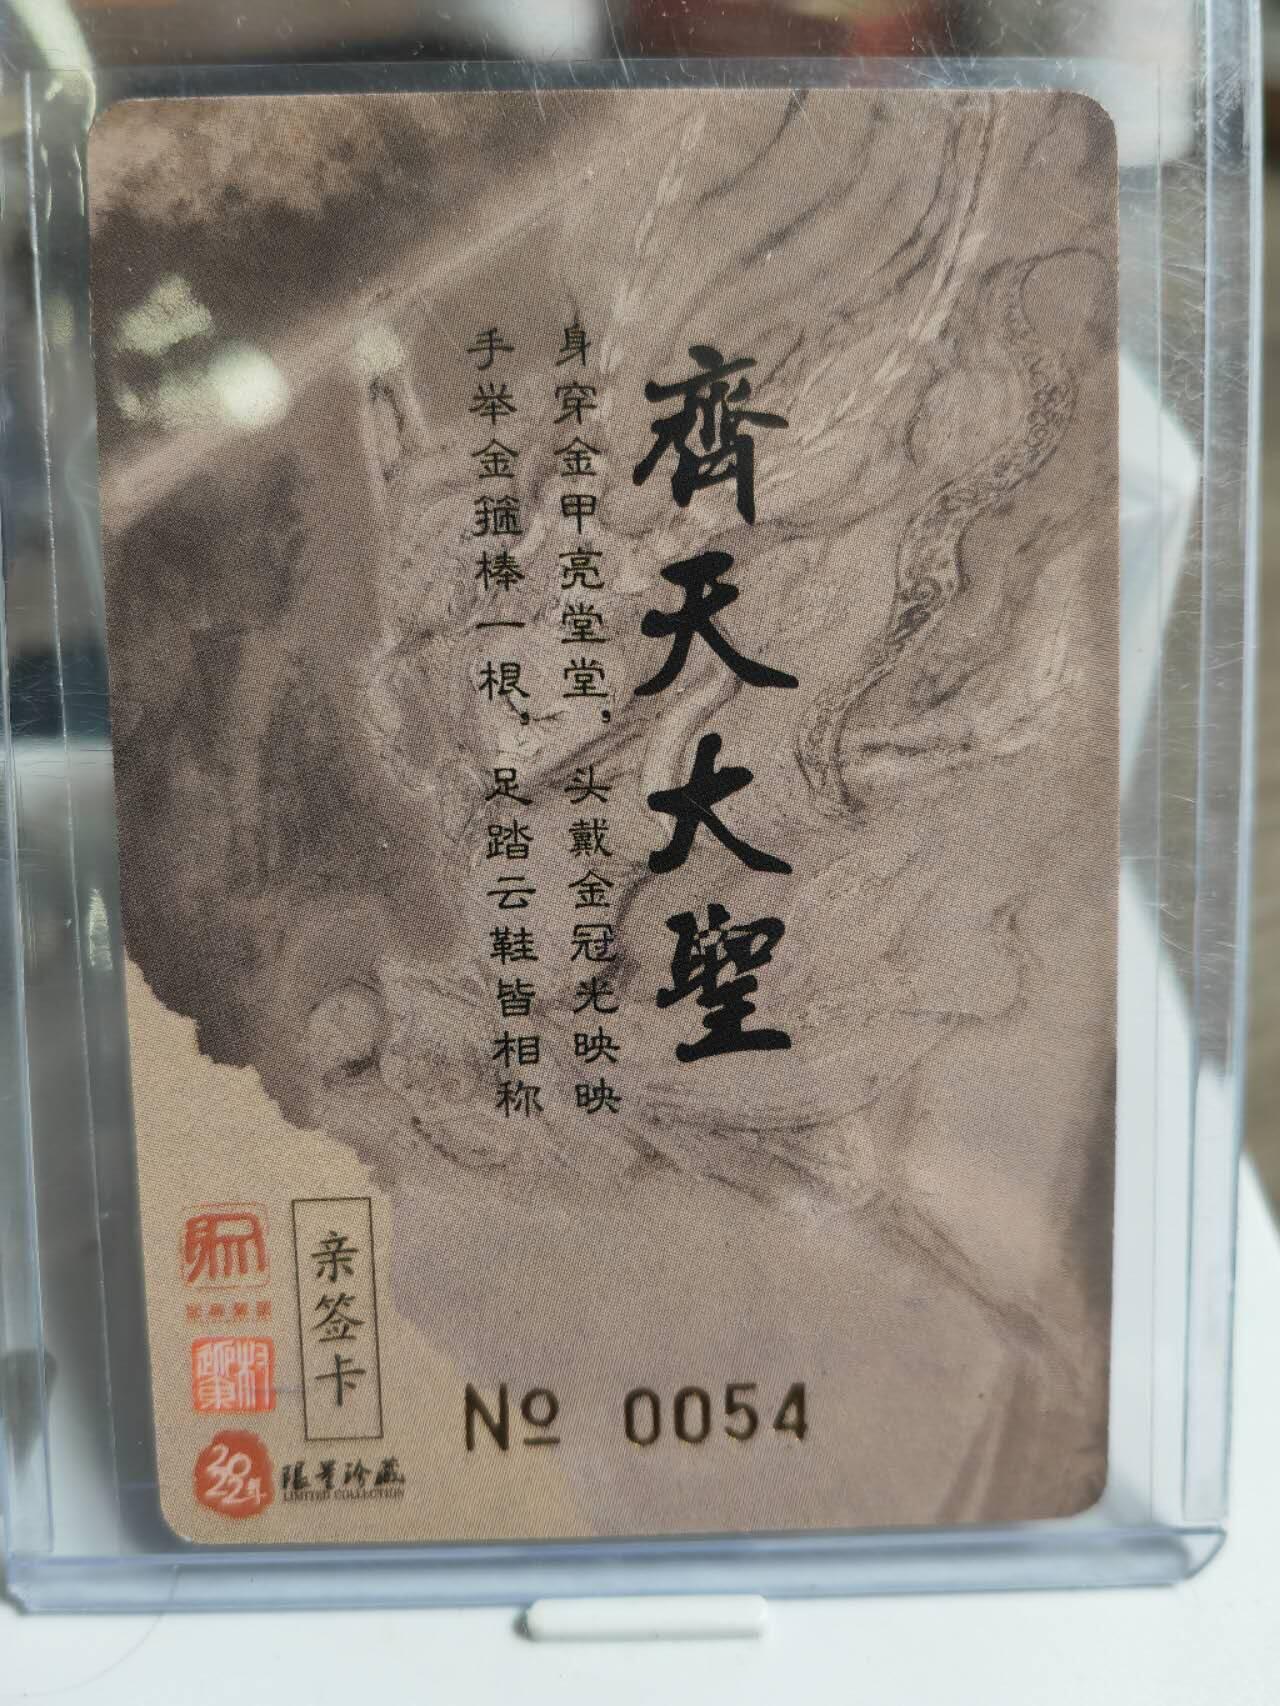 齊天大聖
身穿金甲亮堂堂，头戴金冠光映映
手举金箍棒一根，足踏云鞋皆相称
亲签卡
2022年
限量珍藏
LIMITED COLLECTION
No 0054